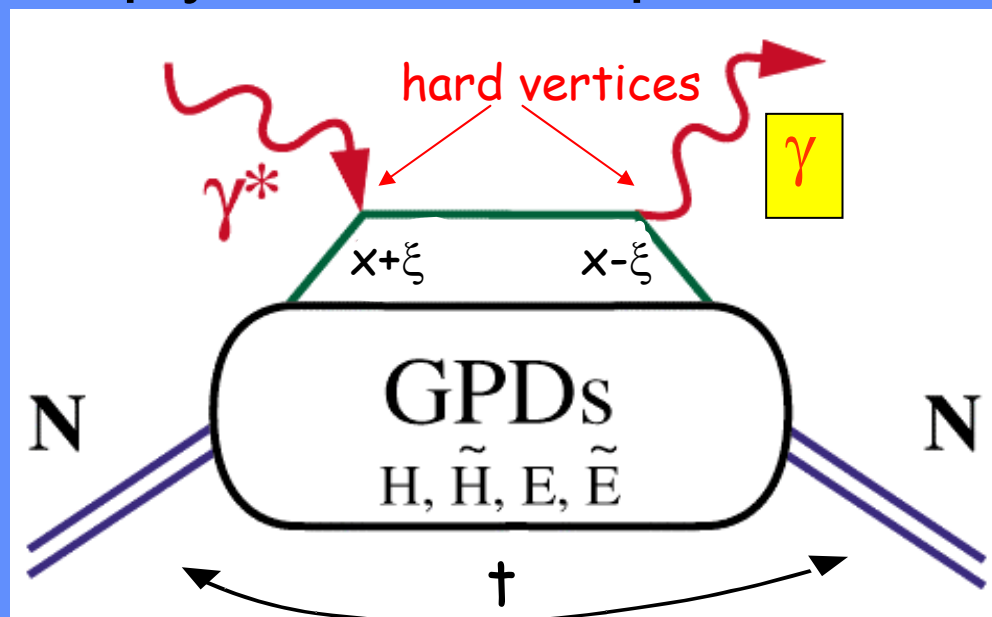 hard vertices
γ*
γ
x+ξ x-ξ
GPDs
N N
H, H̃, E, Ẽ
t